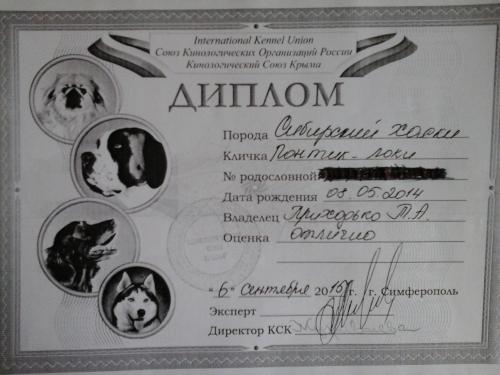 International Kennel Union
Союз Кинологических Организаций России
Кинологический Союз Крыма
ДИПЛОМ
Порода Сибирский хаски
Кличка Понтик-локи
№ родословной
Дата рождения 08.05.2014
Владелец Приходько Т.А.
Оценка отлично
"6" сентября 2015 г. г. Симферополь
Эксперт
Директор КСК